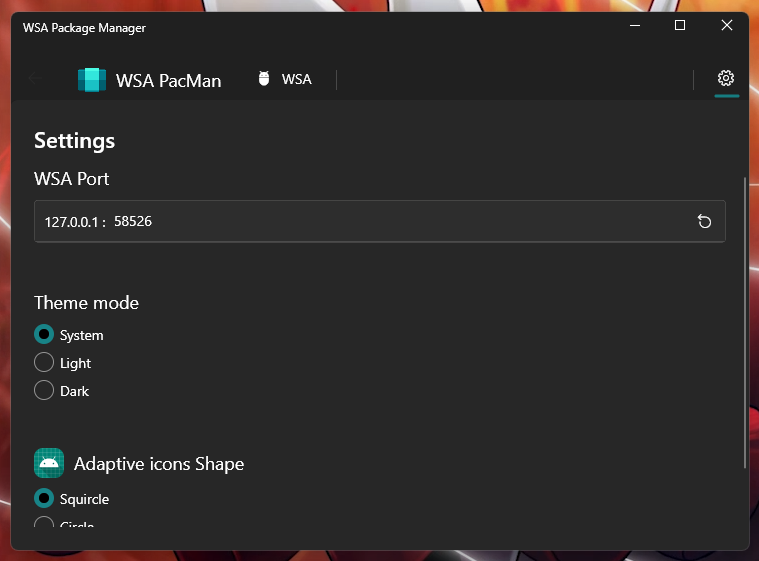 WSA Package Manager
WSA PacMan
WSA
Settings
WSA Port
127.0.0.1 : 58526
Theme mode
System
Light
Dark
Adaptive icons Shape
Squircle
Circle